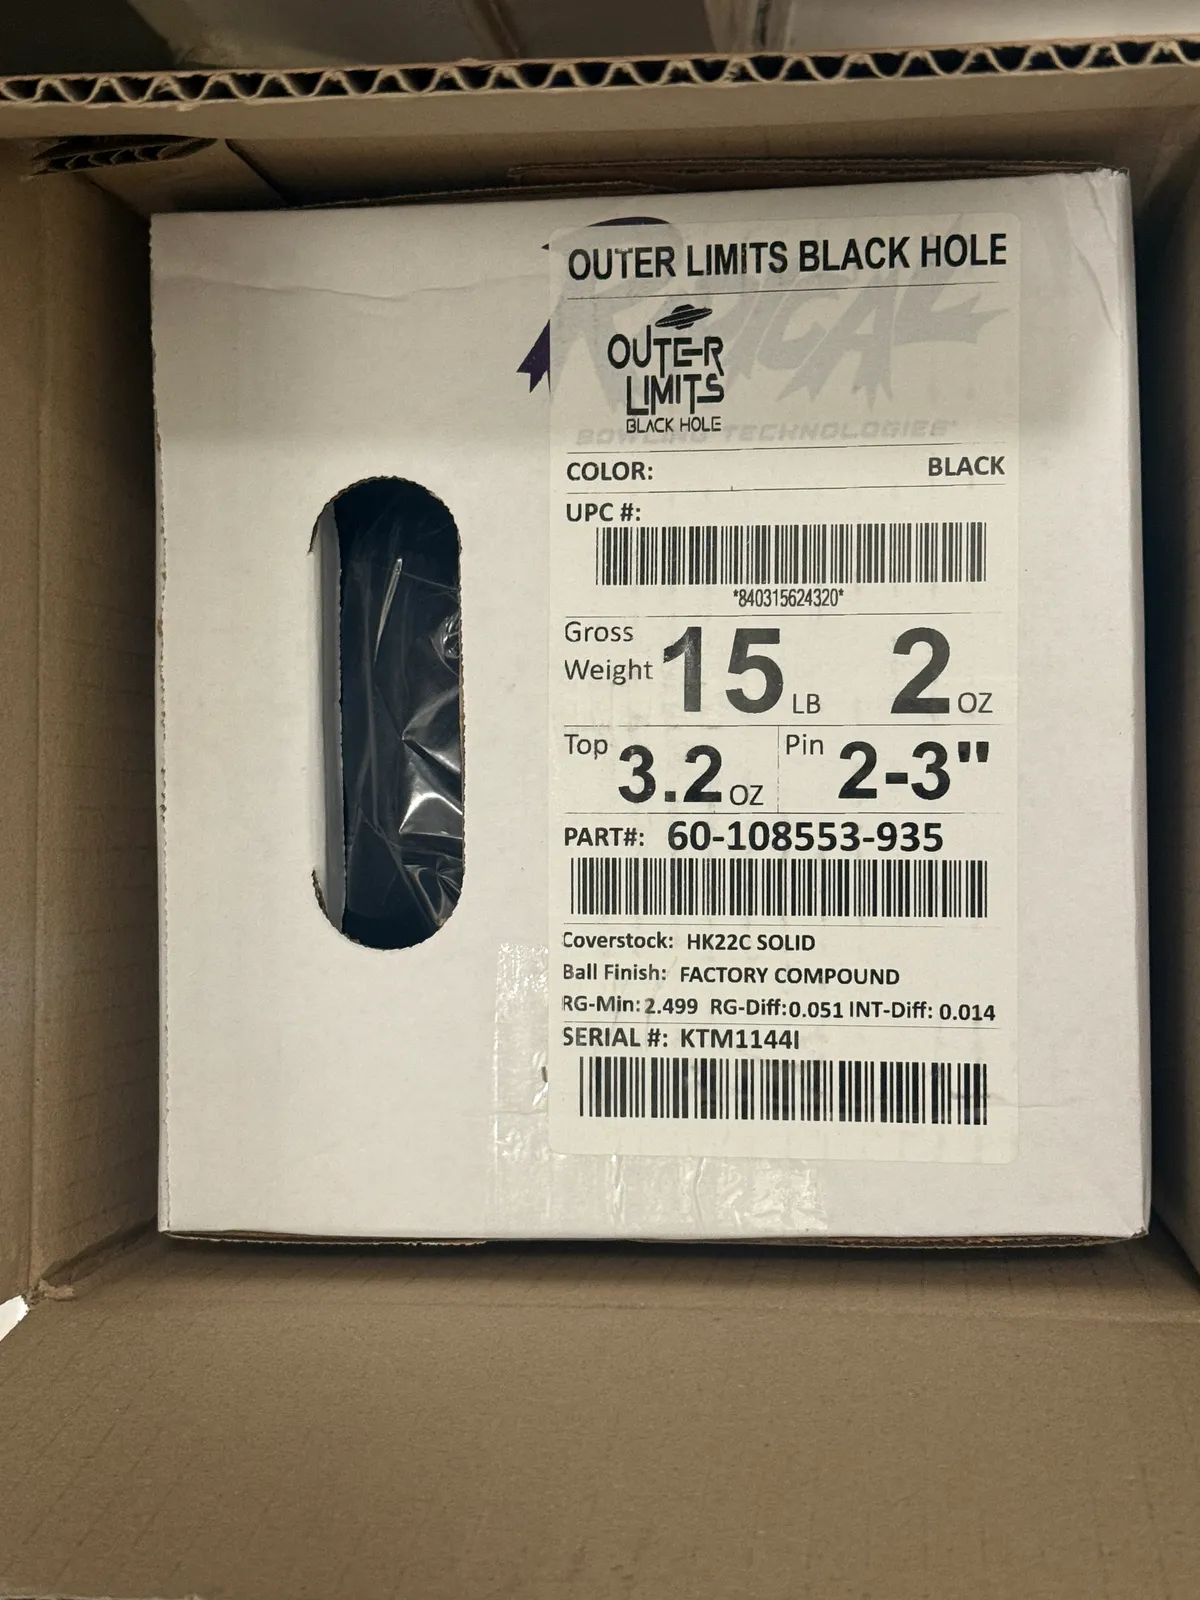 OUTER LIMITS BLACK HOLE
RADICAL
OUTER
LIMITS
BLACK HOLE
BOWLING TECHNOLOGIES
COLOR: BLACK
UPC #:
*840315624320*
Gross Weight 15 LB 2 OZ
Top 3.2 OZ Pin 2-3"
PART#: 60-108553-935
Coverstock: HK22C SOLID
Ball Finish: FACTORY COMPOUND
RG-Min: 2.499 RG-Diff:0.051 INT-Diff: 0.014
SERIAL #: KTM1144I